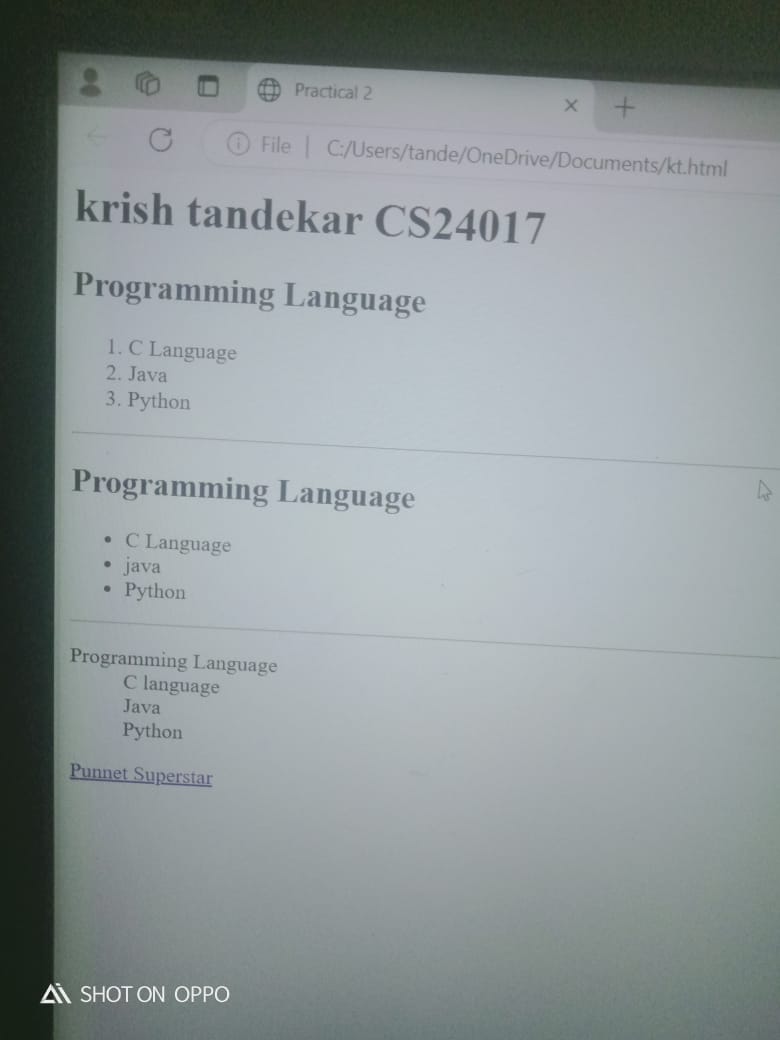 Practical 2
File | C:/Users/tande/OneDrive/Documents/kt.html
krish tandekar CS24017
Programming Language
1. C Language
2. Java
3. Python
Programming Language
• C Language
• java
• Python
Programming Language
C language
Java
Python
Punnet Superstar
SHOT ON OPPO